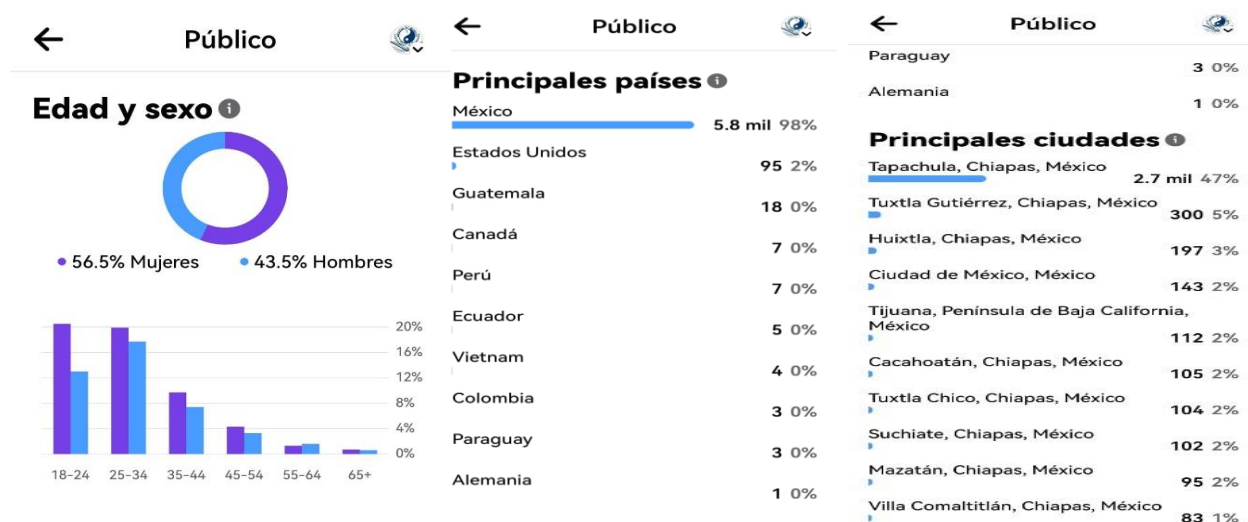 Público
Edad y sexo
56.5% Mujeres
43.5% Hombres
20%
16%
12%
8%
4%
0%
18-24 25-34 35-44 45-54 55-64 65+
Público
Principales países
México
5.8 mil 98%
Estados Unidos
95 2%
Guatemala
18 0%
Canadá
7 0%
Perú
7 0%
Ecuador
5 0%
Vietnam
4 0%
Colombia
3 0%
Paraguay
3 0%
Alemania
1 0%
Público
Paraguay
3 0%
Alemania
1 0%
Principales ciudades
Tapachula, Chiapas, México
2.7 mil 47%
Tuxtla Gutiérrez, Chiapas, México
300 5%
Huixtla, Chiapas, México
197 3%
Ciudad de México, México
143 2%
Tijuana, Península de Baja California,
México
112 2%
Cacahoatán, Chiapas, México
105 2%
Tuxtla Chico, Chiapas, México
104 2%
Suchiate, Chiapas, México
102 2%
Mazatán, Chiapas, México
95 2%
Villa Comaltitlán, Chiapas, México
83 1%